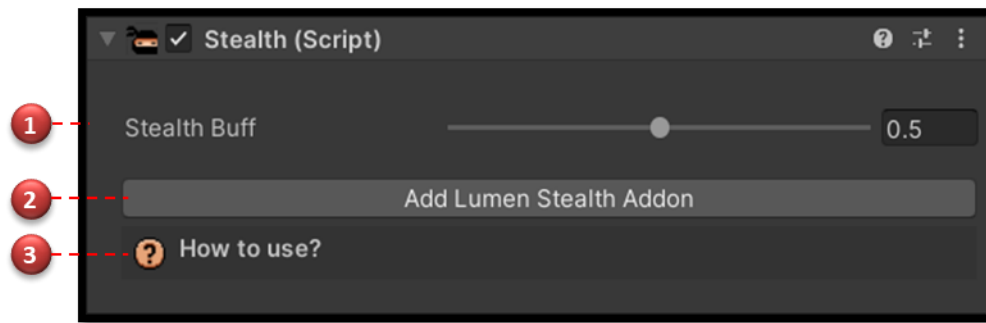 Stealth (Script)
1
Stealth Buff
0.5
2
Add Lumen Stealth Addon
3
How to use?